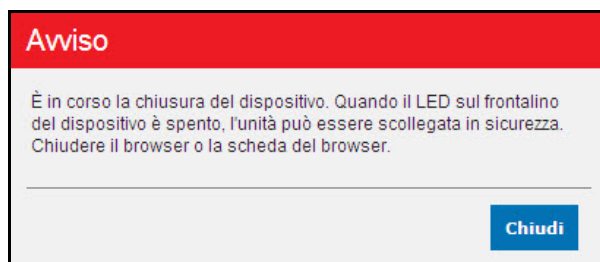 Avviso
È in corso la chiusura del dispositivo. Quando il LED sul frontalino
del dispositivo è spento, l'unità può essere scollegata in sicurezza.
Chiudere il browser o la scheda del browser.
Chiudi